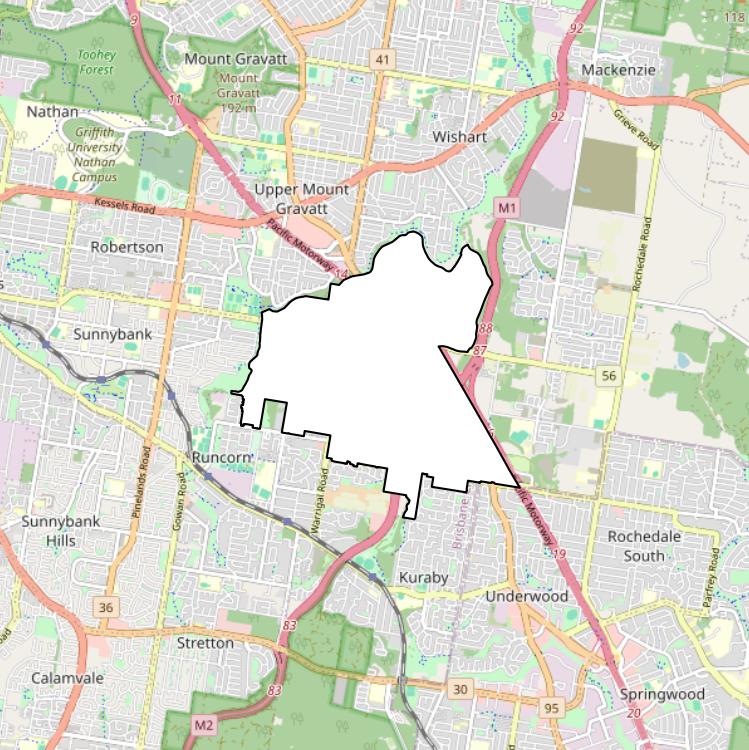 92
9
118
Toohey
Forest
Mount Gravatt
41
Mackenzie
Mount
Gravatt
192 m
11
Nathan
92
Grieve Road
Griffith
University
Nathan
Campus
Wishart
Upper Mount
Gravatt
Kessels Road
M1
Pacific Motorway
Robertson
Rochedale Road
14
s
Sunnybank
88
87
56
Runcorn
Pinelands Road
Gowan Road
Warrigal Road
Brisbane
cific Motorway
Sunnybank
Hills
19
Rochedale
South
Parfrey Road
Kuraby
Underwood
36
83
Stretton
oad
Calamvale
83
30
Springwood
95
M2
20